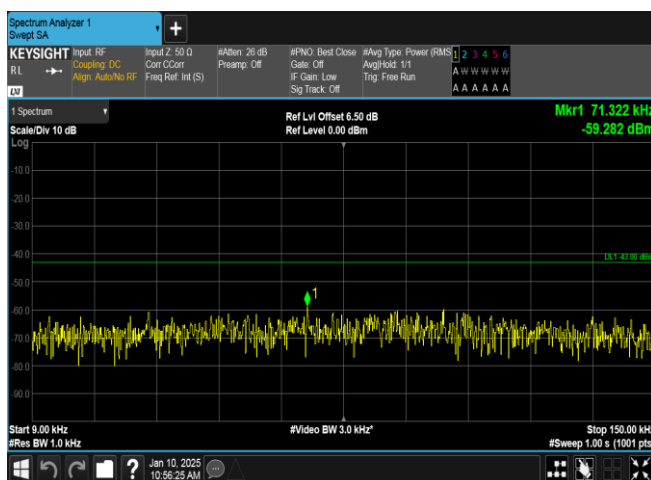 Spectrum Analyzer 1
Swept SA
+
KEYSIGHT Input: RF Input Z: 50 Ω #Atten: 26 dB #PNO: Best Close #Avg Type: Power (RMS 1 2 3 4 5 6
RL Coupling: DC Corr CCorr Preamp: Off Gate: Off Avg|Hold: 1/1 A W W W W W
Align: Auto/No RF Freq Ref: Int (S) IF Gain: Low Trig: Free Run
LXI Sig Track: Off A A A A A A
1 Spectrum Ref Lvl Offset 6.50 dB Mkr1 71.322 kHz
Scale/Div 10 dB Ref Level 0.00 dBm -59.282 dBm
Log
-10.0
-20.0
-30.0
-40.0
DL1 -43.00 dBm
-50.0
1
-60.0
-70.0
-80.0
-90.0
Start 9.00 kHz #Video BW 3.0 kHz* Stop 150.00 kHz
#Res BW 1.0 kHz #Sweep 1.00 s (1001 pts)
? Jan 10, 2025
10:56:25 AM